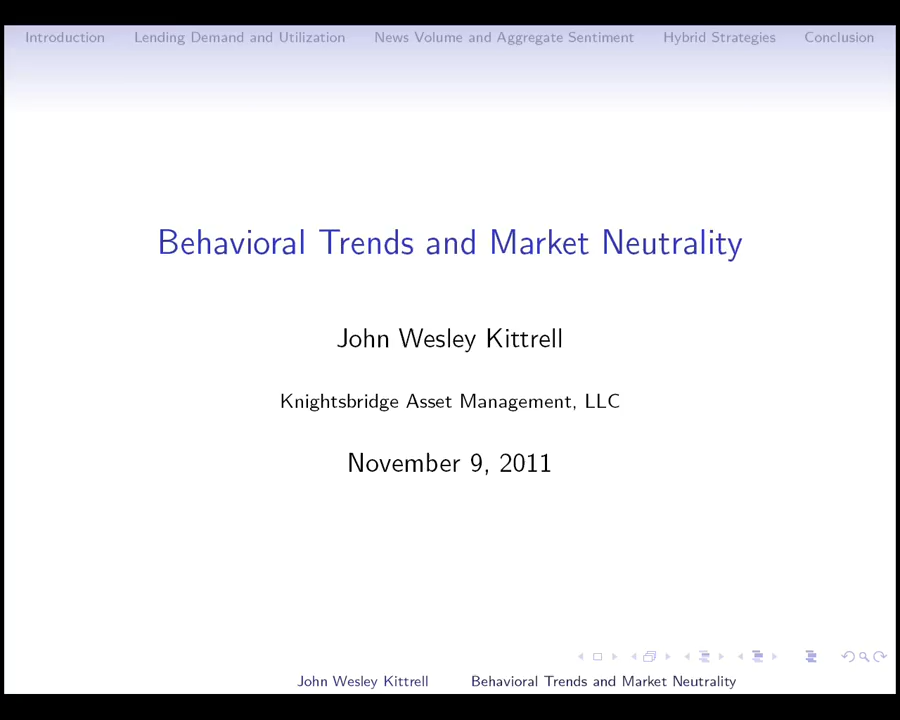 Introduction Lending Demand and Utilization News Volume and Aggregate Sentiment Hybrid Strategies Conclusion
Behavioral Trends and Market Neutrality
John Wesley Kittrell
Knightsbridge Asset Management, LLC
November 9, 2011
John Wesley Kittrell Behavioral Trends and Market Neutrality